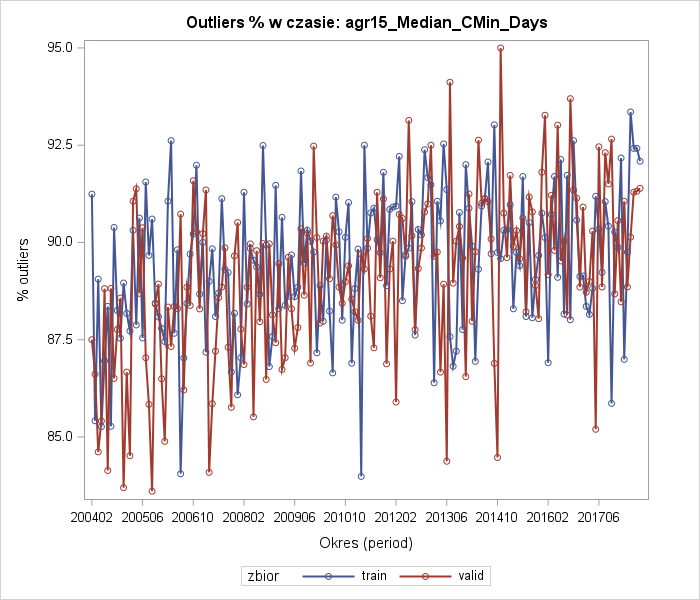 Outliers % w czasie: agr15_Median_CMin_Days
% outliers
95.0
92.5
90.0
87.5
85.0
200402 200506 200610 200802 200906 201010 201202 201306 201410 201602 201706
Okres (period)
zbior train valid